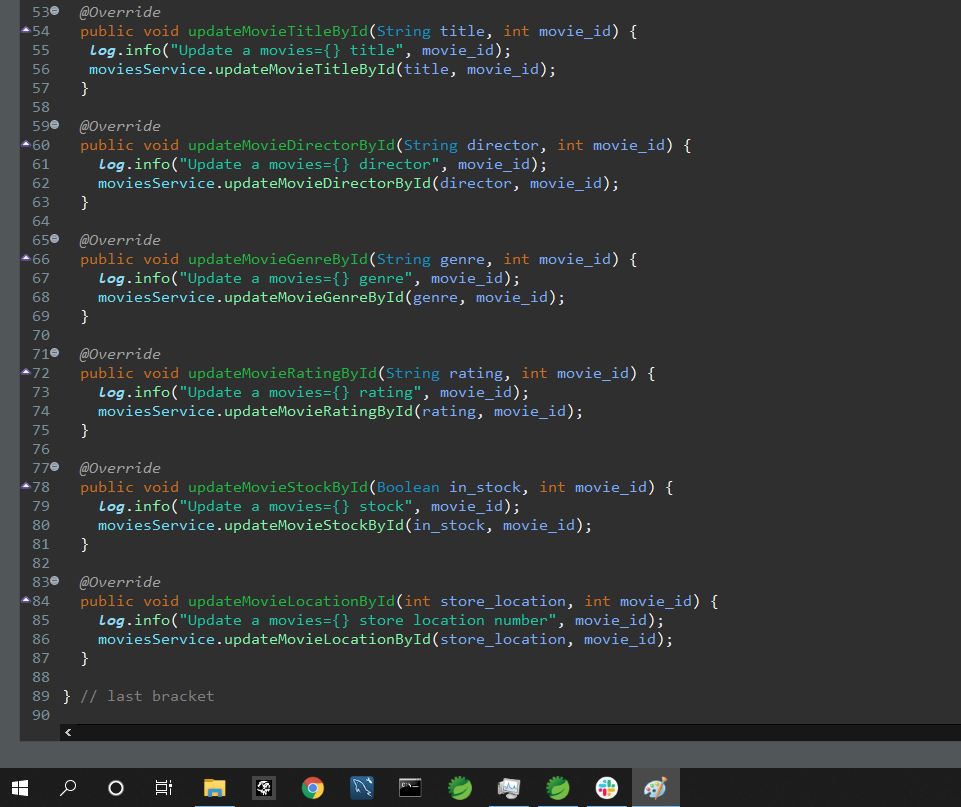 53 @Override
54 public void updateMovieTitleById(String title, int movie_id) {
55 log.info("Update a movies={} title", movie_id);
56 moviesService.updateMovieTitleById(title, movie_id);
57 }
58
59 @Override
60 public void updateMovieDirectorById(String director, int movie_id) {
61 log.info("Update a movies={} director", movie_id);
62 moviesService.updateMovieDirectorById(director, movie_id);
63 }
64
65 @Override
66 public void updateMovieGenreById(String genre, int movie_id) {
67 log.info("Update a movies={} genre", movie_id);
68 moviesService.updateMovieGenreById(genre, movie_id);
69 }
70
71 @Override
72 public void updateMovieRatingById(String rating, int movie_id) {
73 log.info("Update a movies={} rating", movie_id);
74 moviesService.updateMovieRatingById(rating, movie_id);
75 }
76
77 @Override
78 public void updateMovieStockById(Boolean in_stock, int movie_id) {
79 log.info("Update a movies={} stock", movie_id);
80 moviesService.updateMovieStockById(in_stock, movie_id);
81 }
82
83 @Override
84 public void updateMovieLocationById(int store_location, int movie_id) {
85 log.info("Update a movies={} store location number", movie_id);
86 moviesService.updateMovieLocationById(store_location, movie_id);
87 }
88
89 } // last bracket
90